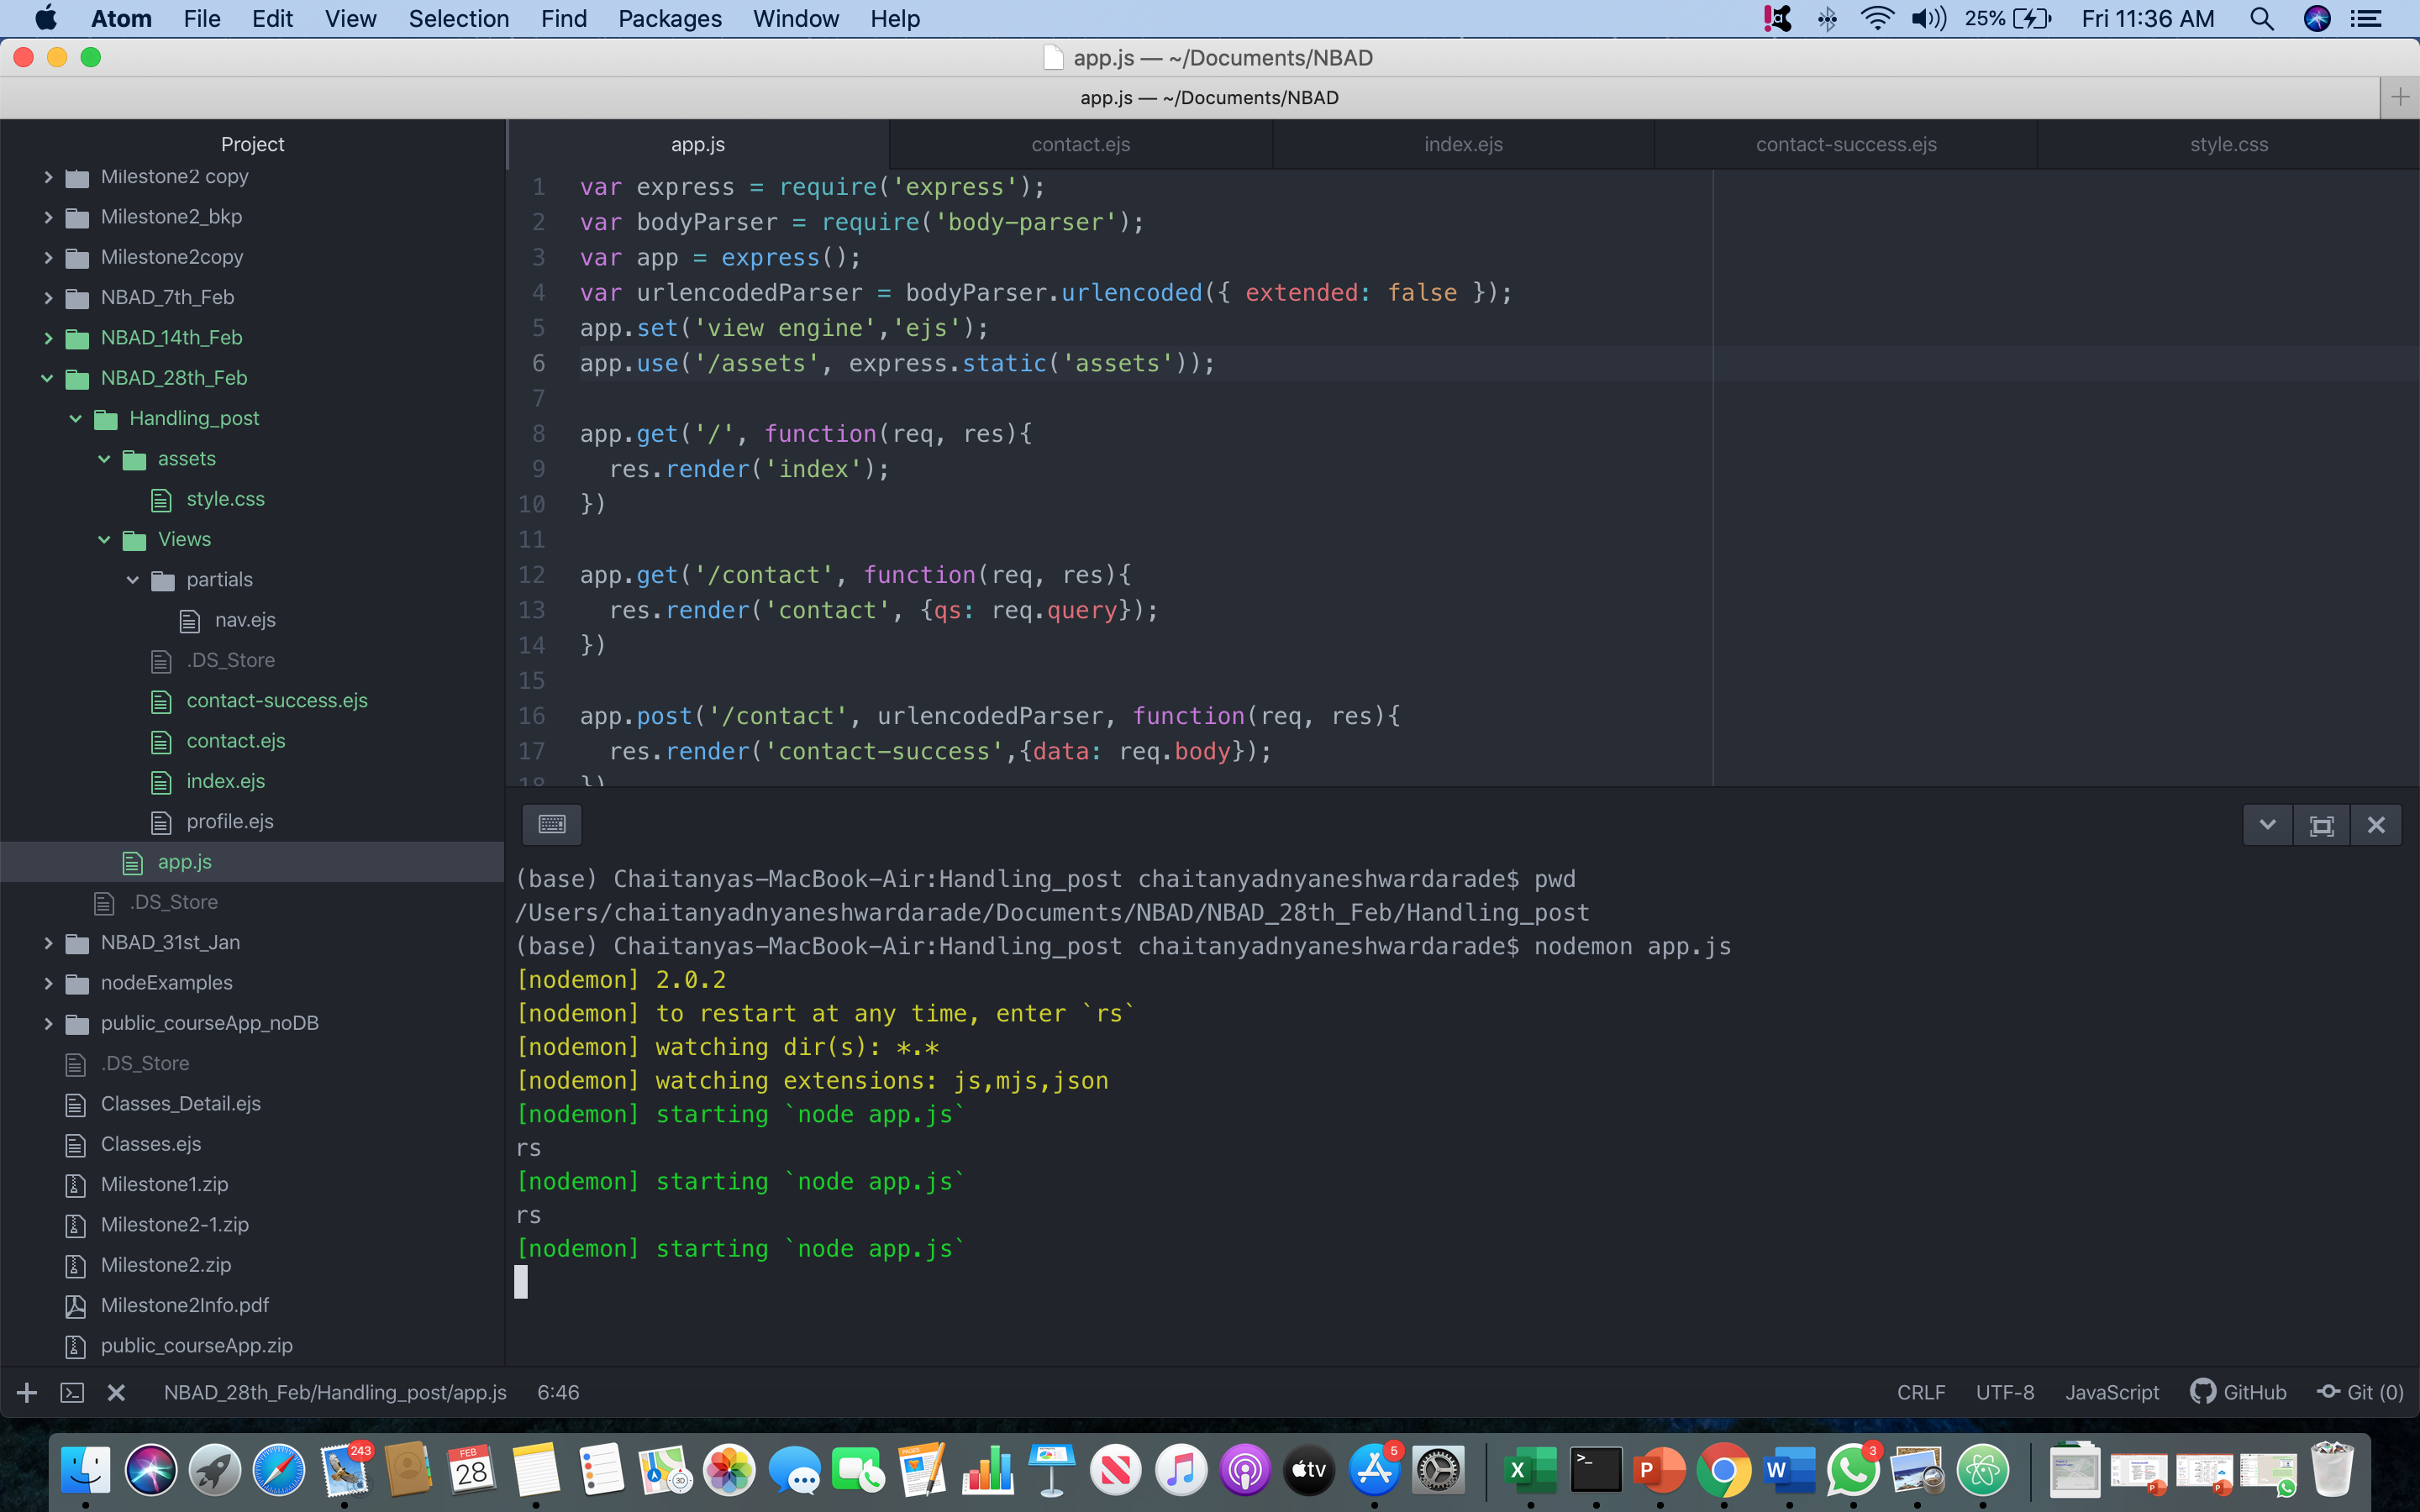 Atom File Edit View Selection Find Packages Window Help 25% Fri 11:36 AM
app.js — ~/Documents/NBAD
app.js — ~/Documents/NBAD
Project
Milestone2 copy
Milestone2_bkp
Milestone2copy
NBAD_7th_Feb
NBAD_14th_Feb
NBAD_28th_Feb
Handling_post
assets
style.css
Views
partials
nav.ejs
.DS_Store
contact-success.ejs
contact.ejs
index.ejs
profile.ejs
app.js
.DS_Store
NBAD_31st_Jan
nodeExamples
public_courseApp_noDB
.DS_Store
Classes_Detail.ejs
Classes.ejs
Milestone1.zip
Milestone2-1.zip
Milestone2.zip
Milestone2Info.pdf
public_courseApp.zip
app.js contact.ejs index.ejs contact-success.ejs style.css
1 var express = require('express');
2 var bodyParser = require('body-parser');
3 var app = express();
4 var urlencodedParser = bodyParser.urlencoded({ extended: false });
5 app.set('view engine','ejs');
6 app.use('/assets', express.static('assets'));
7
8 app.get('/', function(req, res){
9 res.render('index');
10 })
11
12 app.get('/contact', function(req, res){
13 res.render('contact', {qs: req.query});
14 })
15
16 app.post('/contact', urlencodedParser, function(req, res){
17 res.render('contact-success',{data: req.body});
18 })
(base) Chaitanyas-MacBook-Air:Handling_post chaitanyadnyaneshwardarade$ pwd
/Users/chaitanyadnyaneshwardarade/Documents/NBAD/NBAD_28th_Feb/Handling_post
(base) Chaitanyas-MacBook-Air:Handling_post chaitanyadnyaneshwardarade$ nodemon app.js
[nodemon] 2.0.2
[nodemon] to restart at any time, enter `rs`
[nodemon] watching dir(s): *.*
[nodemon] watching extensions: js,mjs,json
[nodemon] starting `node app.js`
rs
[nodemon] starting `node app.js`
rs
[nodemon] starting `node app.js`
NBAD_28th_Feb/Handling_post/app.js 6:46 CRLF UTF-8 JavaScript GitHub Git (0)
243 FEB 28 PAGES 3D tv 5 X >_ P W 3